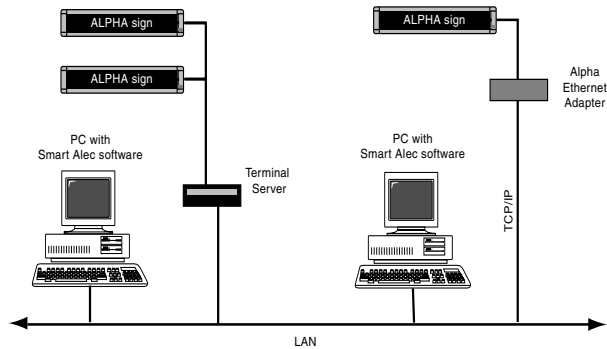 ALPHA sign
ALPHA sign
PC with
Smart Alec software
Terminal
Server
ALPHA sign
Alpha
Ethernet
Adapter
PC with
Smart Alec software
TCP/IP
LAN